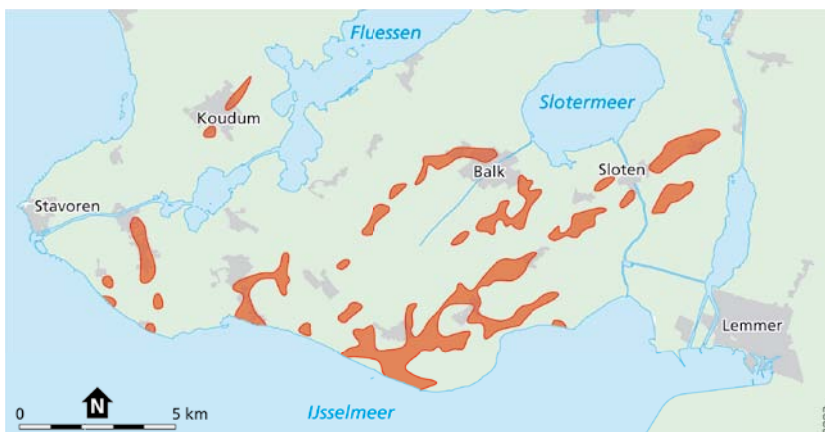 Fluessen
Slotermeer
Koudum
Balk
Sloten
Stavoren
Lemmer
N
0 5 km
IJsselmeer